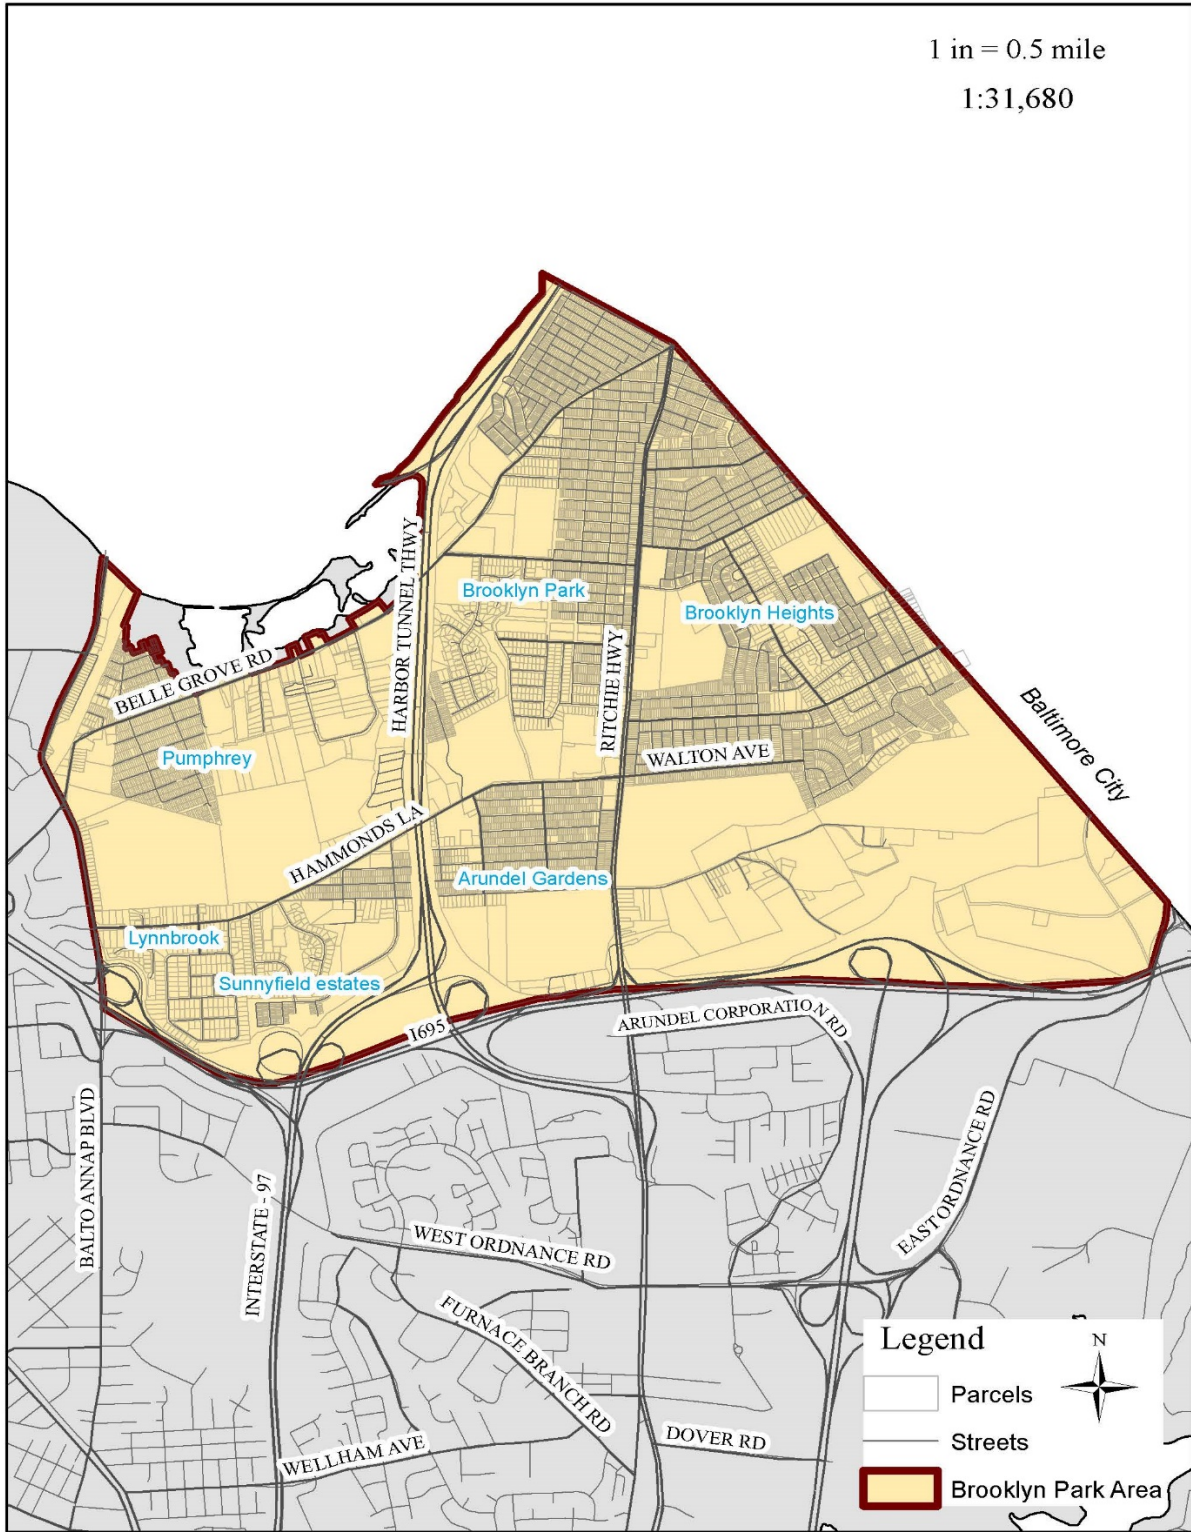 1 in = 0.5 mile
1:31,680
HARBOR TUNNEL THWY
Brooklyn Park
Brooklyn Heights
RITCHIE HWY
BELLE GROVE RD
Baltimore City
Pumphrey
WALTON AVE
HAMMONDS LA
Arundel Gardens
Lynnbrook
Sunnyfield estates
I695
ARUNDEL CORPORATION RD
BALTO ANNAP BLVD
INTERSTATE - 97
EAST ORDNANCE RD
WEST ORDNANCE RD
FURNACE BRANCH RD
WELLHAM AVE
DOVER RD
Legend
N
Parcels
Streets
Brooklyn Park Area